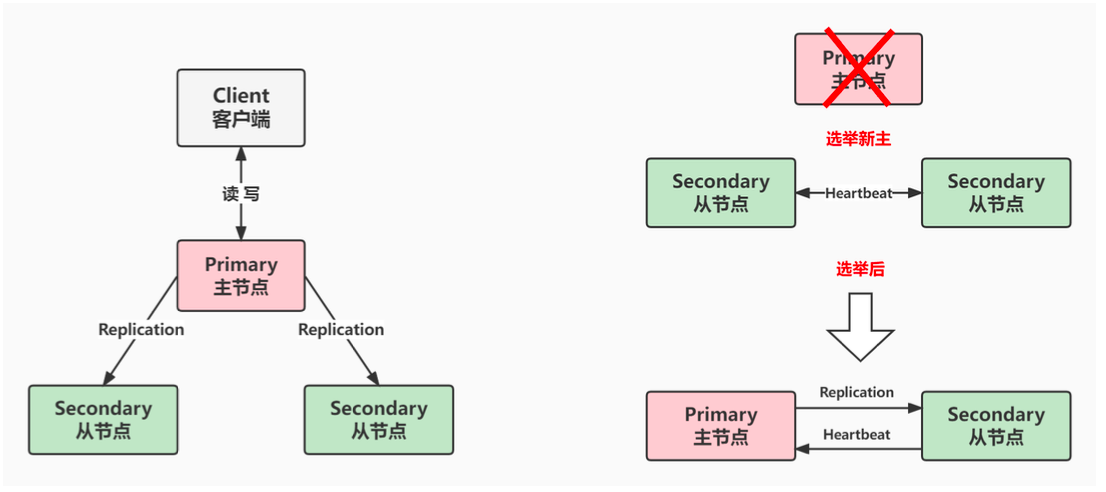 Client
客户端
读 写
Primary
主节点
Replication
Replication
Secondary
从节点
Secondary
从节点
Primary
主节点
选举新主
Secondary
从节点
Heartbeat
Secondary
从节点
选举后
Primary
主节点
Replication
Heartbeat
Secondary
从节点